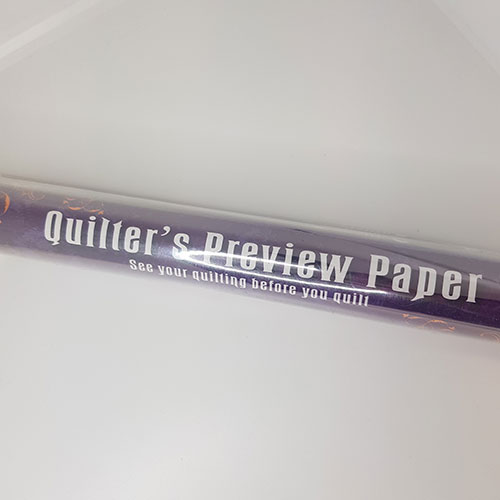 Quilter's Preview Paper
See your quilting before you quilt